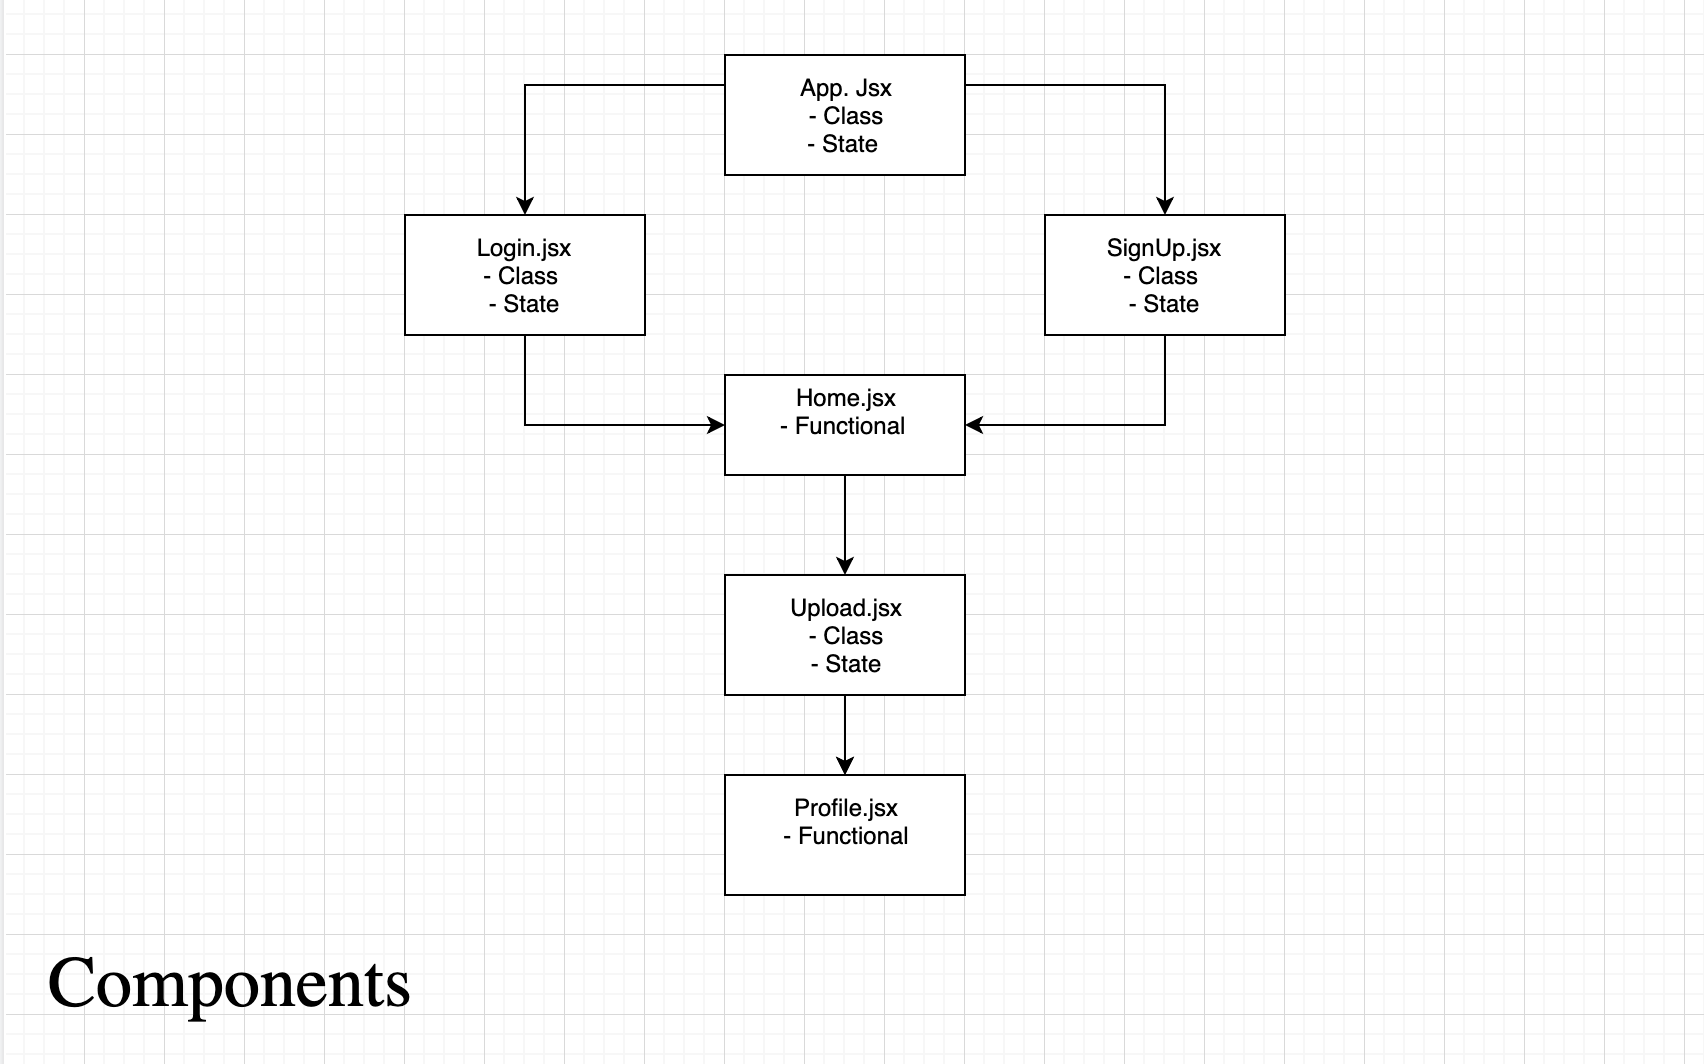 App. Jsx
- Class
- State
Login.jsx
- Class
- State
SignUp.jsx
- Class
- State
Home.jsx
- Functional
Upload.jsx
- Class
- State
Profile.jsx
- Functional
Components